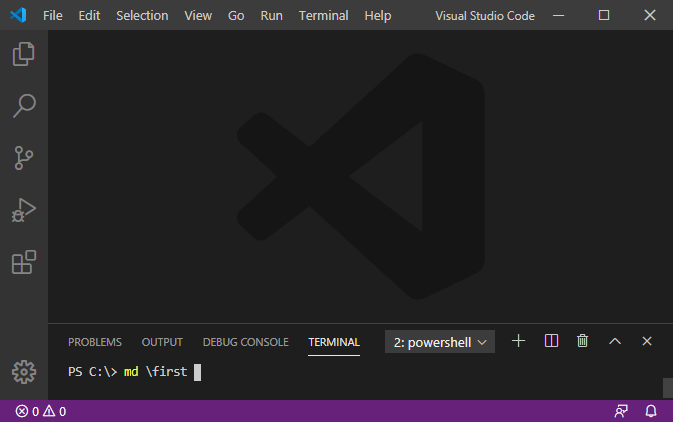 File Edit Selection View Go Run Terminal Help Visual Studio Code
PROBLEMS OUTPUT DEBUG CONSOLE TERMINAL 2: powershell
PS C:\> md \first
0 0